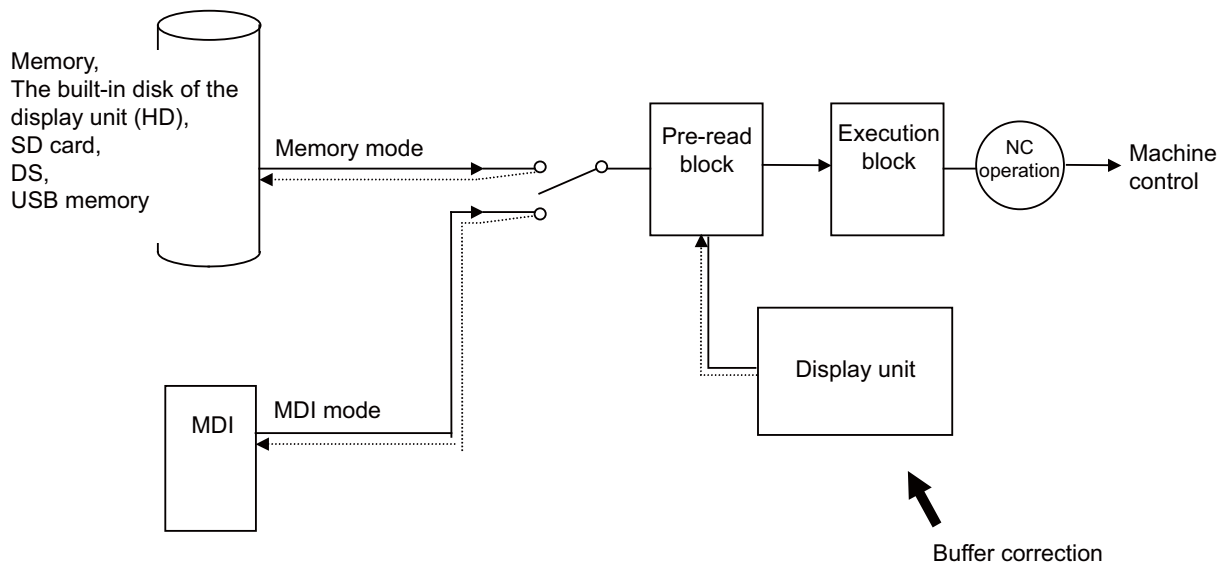 Memory,
The built-in disk of the
display unit (HD),
SD card,
DS,
USB memory
Memory mode
Pre-read
block
Execution
block
NC
operation
Machine
control
Display unit
MDI
MDI mode
Buffer correction